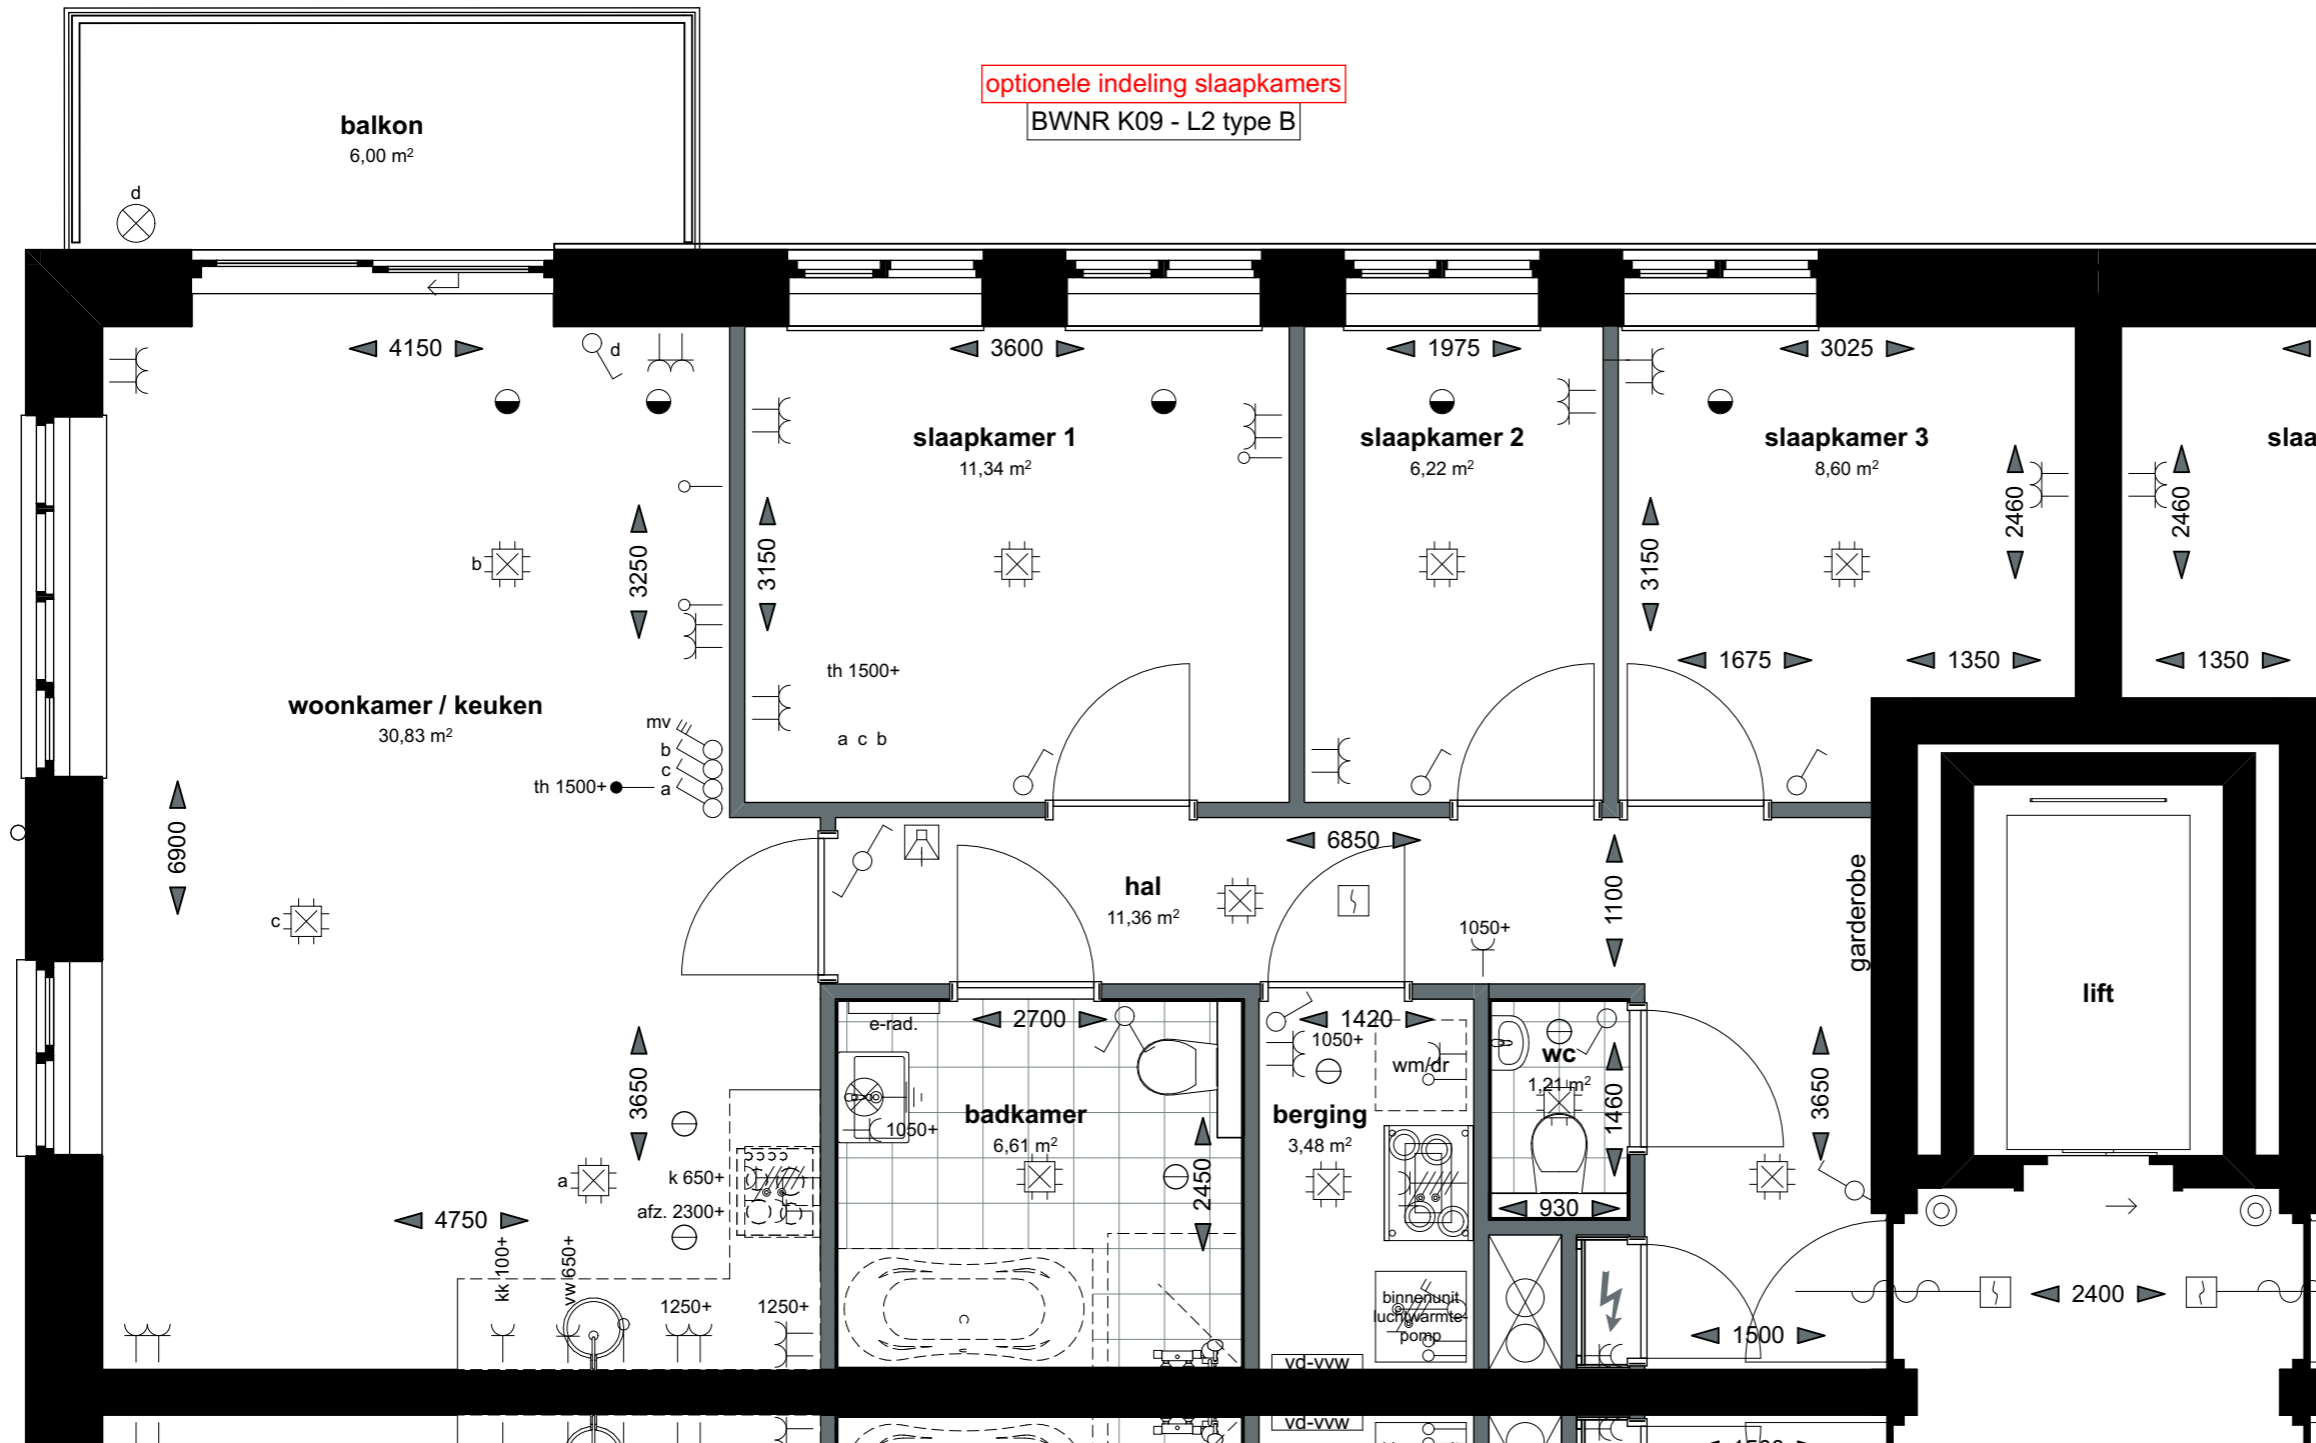 optionele indeling slaapkamers
BWNR K09 - L2 type B
balkon
6,00 m²
d
4150
d
3600
1975
3025
slaapkamer 1
11,34 m²
slaapkamer 2
6,22 m²
slaapkamer 3
8,60 m²
slaa
2460
2460
b
3250
3150
3150
1675
1350
1350
th 1500+
a c b
woonkamer / keuken
30,83 m²
mv
b
c
th 1500+
a
6900
6850
hal
11,36 m²
1100
garderobe
c
1050+
lift
e-rad.
2700
1420
1050+
wm/dr
wc
1,21 m²
1460
3650
3650
badkamer
6,61 m²
1050+
berging
3,48 m²
2450
a
k 650+
afz. 2300+
4750
930
kk 100+
vw 650+
1250+
1250+
binnenunit
luchtwarmte-
pomp
2400
1500
vd-vvw
vd-vvw
1500